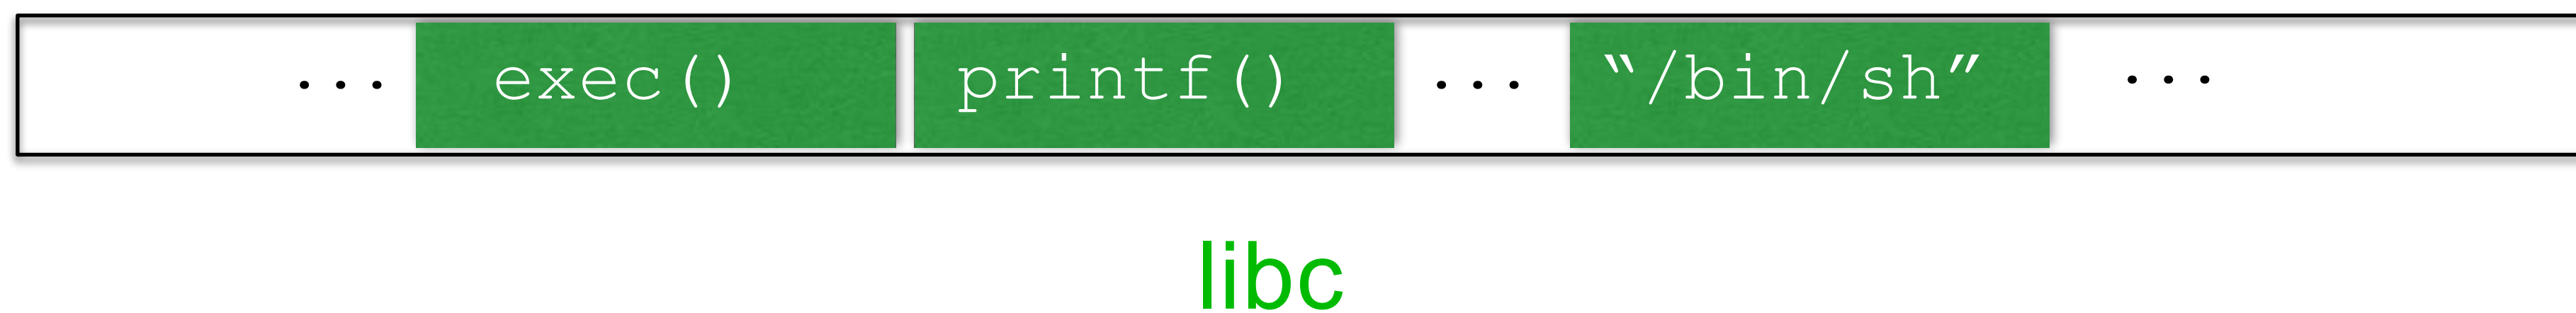 ... exec() printf() ... “/bin/sh” ...
libc